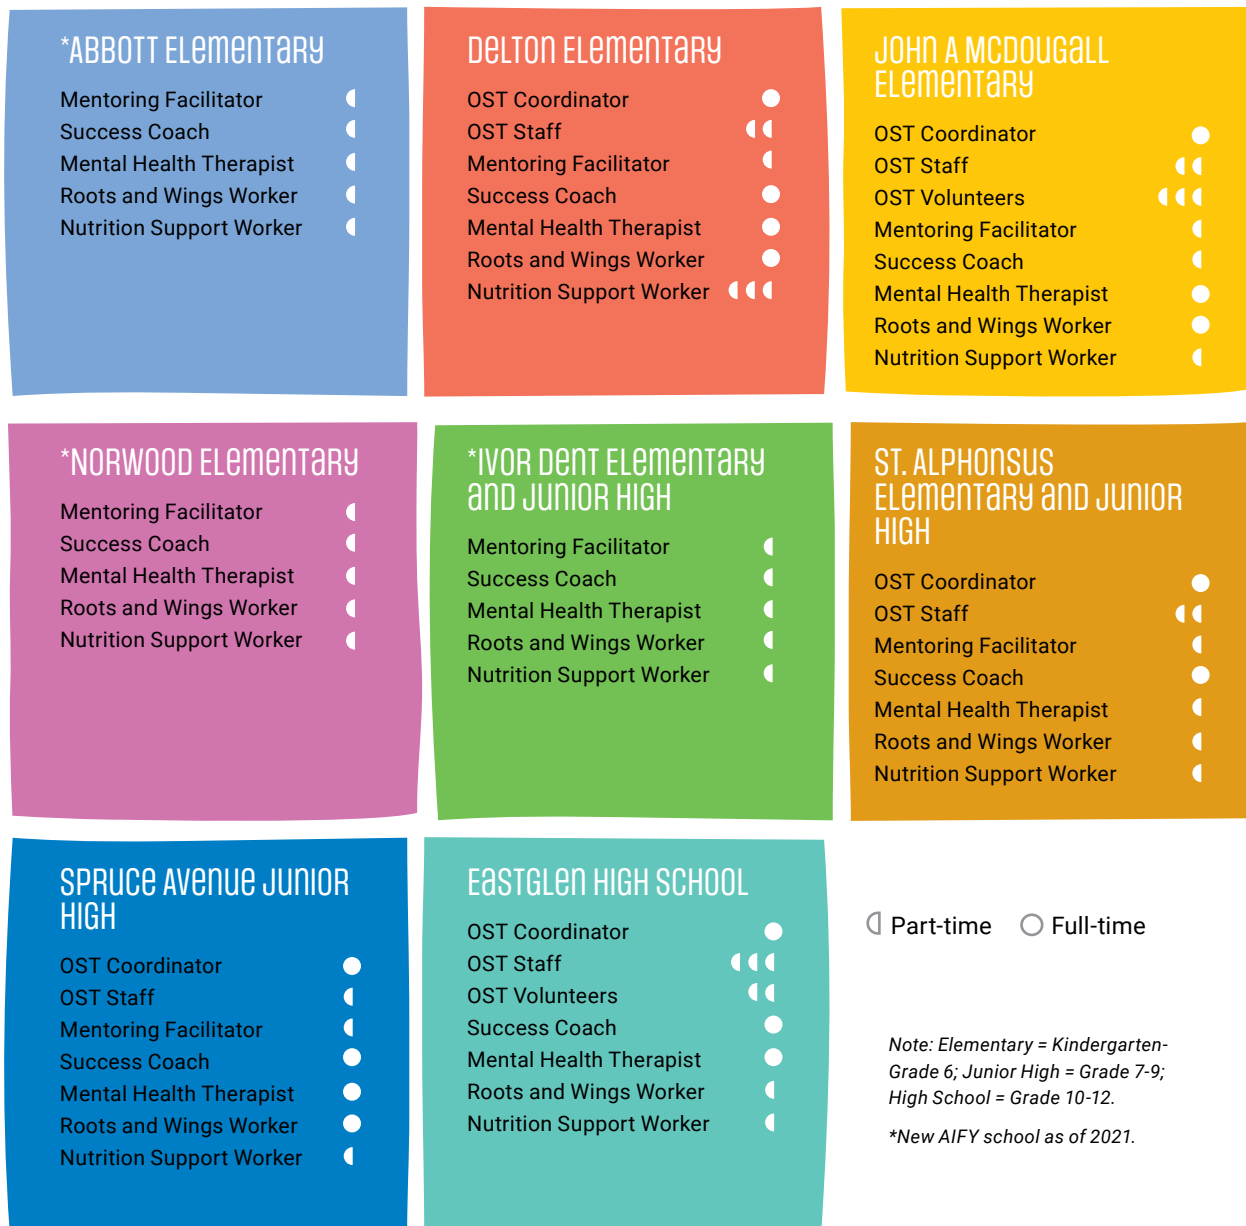 *ABBOTT ELEMENTARY
Mentoring Facilitator
Success Coach
Mental Health Therapist
Roots and Wings Worker
Nutrition Support Worker
DELTON ELEMENTARY
OST Coordinator
OST Staff
Mentoring Facilitator
Success Coach
Mental Health Therapist
Roots and Wings Worker
Nutrition Support Worker
JOHN A MCDOUGALL
ELEMENTARY
OST Coordinator
OST Staff
OST Volunteers
Mentoring Facilitator
Success Coach
Mental Health Therapist
Roots and Wings Worker
Nutrition Support Worker
*NORWOOD ELEMENTARY
Mentoring Facilitator
Success Coach
Mental Health Therapist
Roots and Wings Worker
Nutrition Support Worker
*IVOR DENT ELEMENTARY
AND JUNIOR HIGH
Mentoring Facilitator
Success Coach
Mental Health Therapist
Roots and Wings Worker
Nutrition Support Worker
ST. ALPHONSUS
ELEMENTARY AND JUNIOR
HIGH
OST Coordinator
OST Staff
Mentoring Facilitator
Success Coach
Mental Health Therapist
Roots and Wings Worker
Nutrition Support Worker
SPRUCE AVENUE JUNIOR
HIGH
OST Coordinator
OST Staff
Mentoring Facilitator
Success Coach
Mental Health Therapist
Roots and Wings Worker
Nutrition Support Worker
EASTGLEN HIGH SCHOOL
OST Coordinator
OST Staff
OST Volunteers
Success Coach
Mental Health Therapist
Roots and Wings Worker
Nutrition Support Worker
Part-time Full-time
Note: Elementary = Kindergarten-
Grade 6; Junior High = Grade 7-9;
High School = Grade 10-12.
*New AIFY school as of 2021.